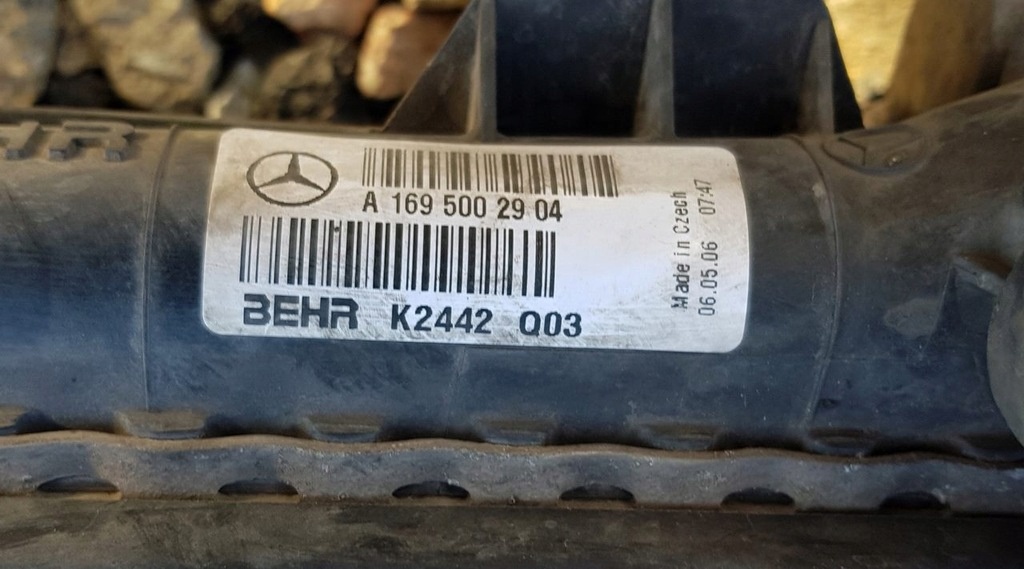 A 169 500 29 04
BEHR K2442 Q03
Made in Czech
06.05.06 07:47